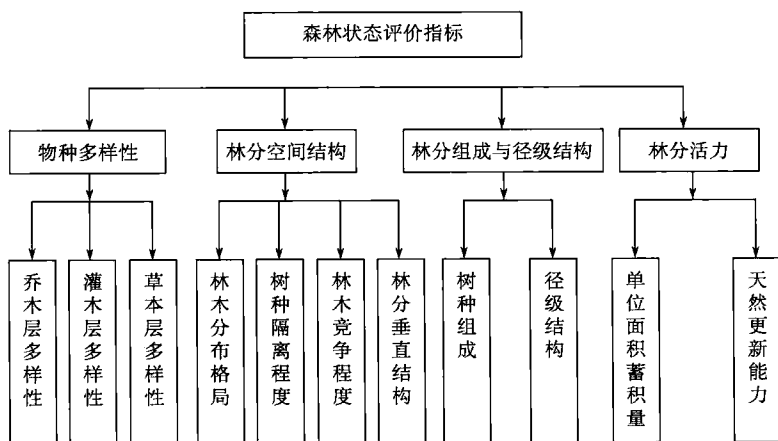 森林状态评价指标
物种多样性
林分空间结构
林分组成与径级结构
林分活力
乔木层多样性
灌木层多样性
草本层多样性
林木分布格局
树种隔离程度
林木竞争程度
林分垂直结构
树种组成
径级结构
单位面积蓄积量
天然更新能力